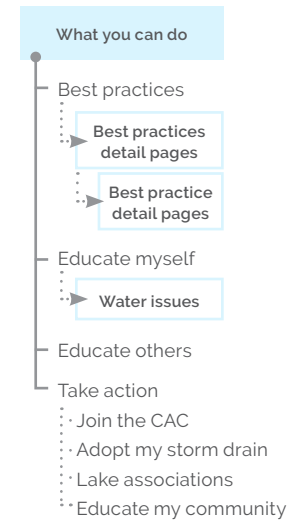 What you can do
Best practices
Best practices
detail pages
Best practice
detail pages
Educate myself
Water issues
Educate others
Take action
Join the CAC
Adopt my storm drain
Lake associations
Educate my community